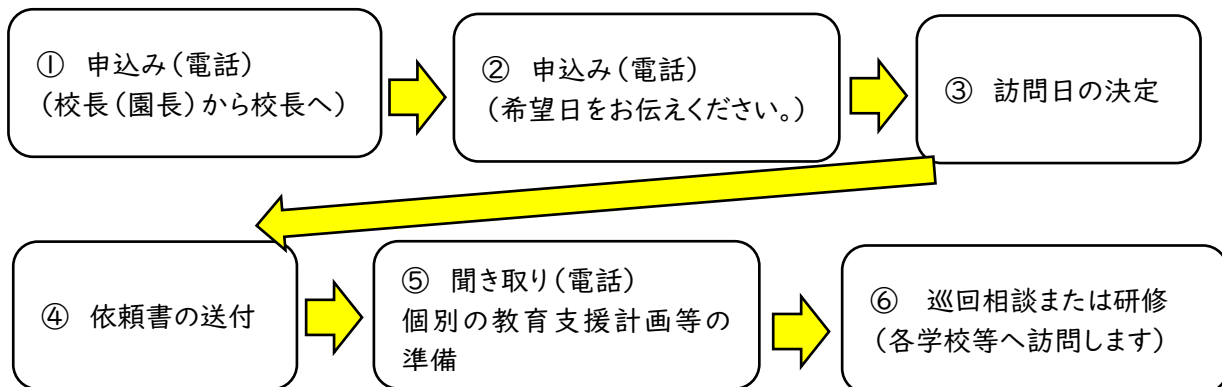 ① 申込み（電話）
（校長（園長）から校長へ）
② 申込み（電話）
（希望日をお伝えください。）
③ 訪問日の決定
④ 依頼書の送付
⑤ 聞き取り（電話）
個別の教育支援計画等の
準備
⑥ 巡回相談または研修
（各学校等へ訪問します）